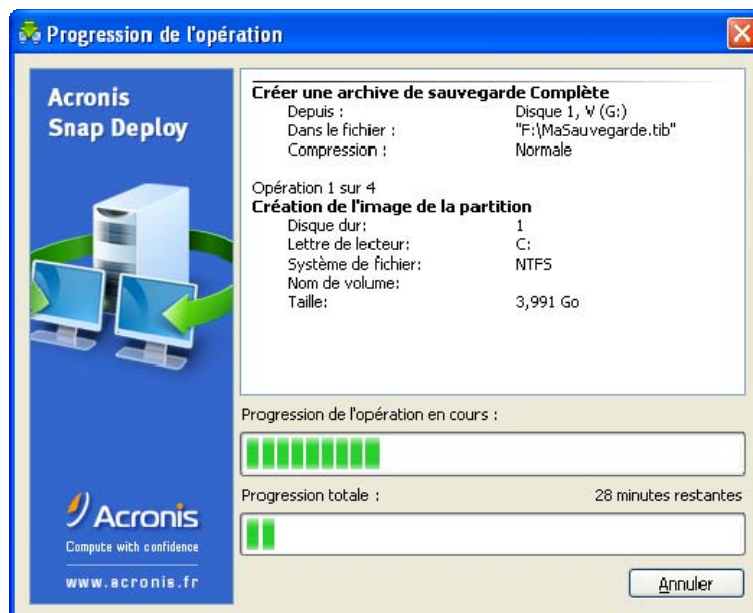 Progression de l'opération
Acronis
Snap Deploy
Créer une archive de sauvegarde Complète
Depuis : Disque 1, V (G:)
Dans le fichier : "F:\MaSauvegarde.tib"
Compression : Normale
Opération 1 sur 4
Création de l'image de la partition
Disque dur: 1
Lettre de lecteur: C:
Système de fichier: NTFS
Nom de volume:
Taille: 3,991 Go
Progression de l'opération en cours :
Progression totale : 28 minutes restantes
Acronis
Compute with confidence
www.acronis.fr
Annuler